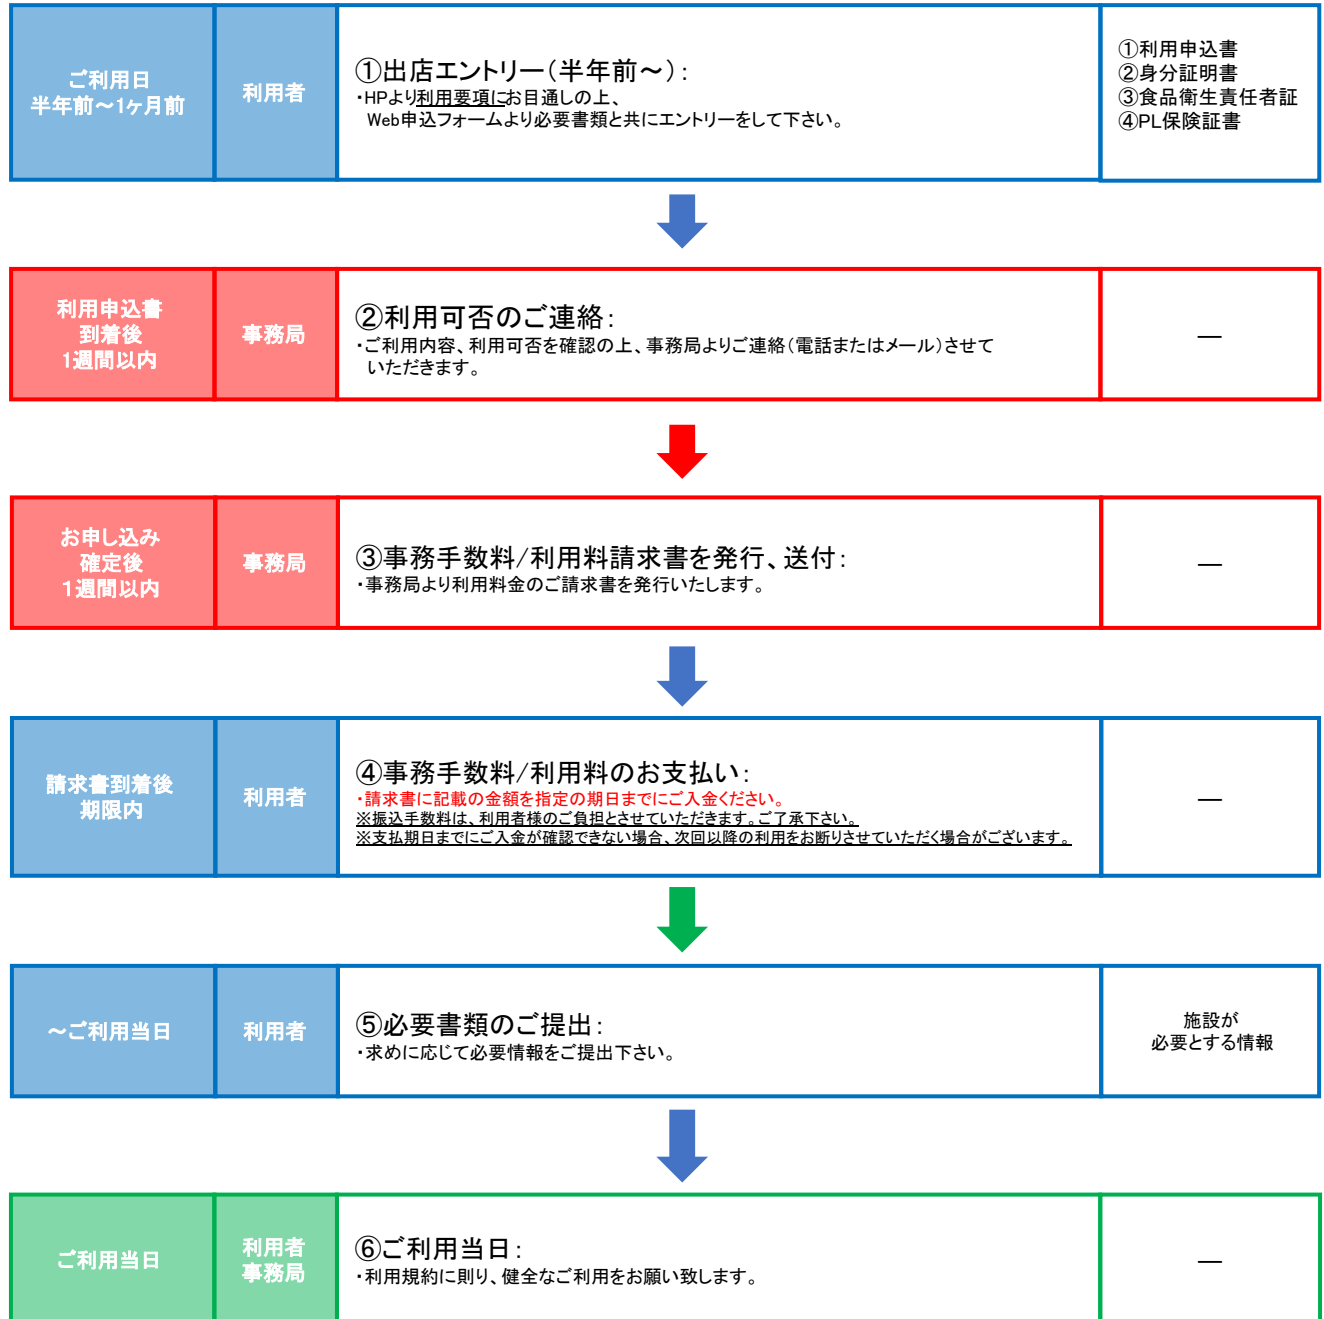 ご利用日
半年前～1ヶ月前
利用者
①出店エントリー（半年前～）：
・HPより利用要項にお目通しの上、
Web申込フォームより必要書類と共にエントリーをして下さい。
①利用申込書
②身分証明書
③食品衛生責任者証
④PL保険証書
利用申込書
到着後
1週間以内
事務局
②利用可否のご連絡：
・ご利用内容、利用可否を確認の上、事務局よりご連絡（電話またはメール）させて
いただきます。
―
お申し込み
確定後
1週間以内
事務局
③事務手数料/利用料請求書を発行、送付：
・事務局より利用料金のご請求書を発行いたします。
―
請求書到着後
期限内
利用者
④事務手数料/利用料のお支払い：
・請求書に記載の金額を指定の期日までにご入金ください。
※振込手数料は、利用者様のご負担とさせていただきます。ご了承下さい。
※支払期日までにご入金が確認できない場合、次回以降の利用をお断りさせていただく場合がございます。
―
～ご利用当日
利用者
⑤必要書類のご提出：
・求めに応じて必要情報をご提出下さい。
施設が
必要とする情報
ご利用当日
利用者
事務局
⑥ご利用当日：
・利用規約に則り、健全なご利用をお願い致します。
―